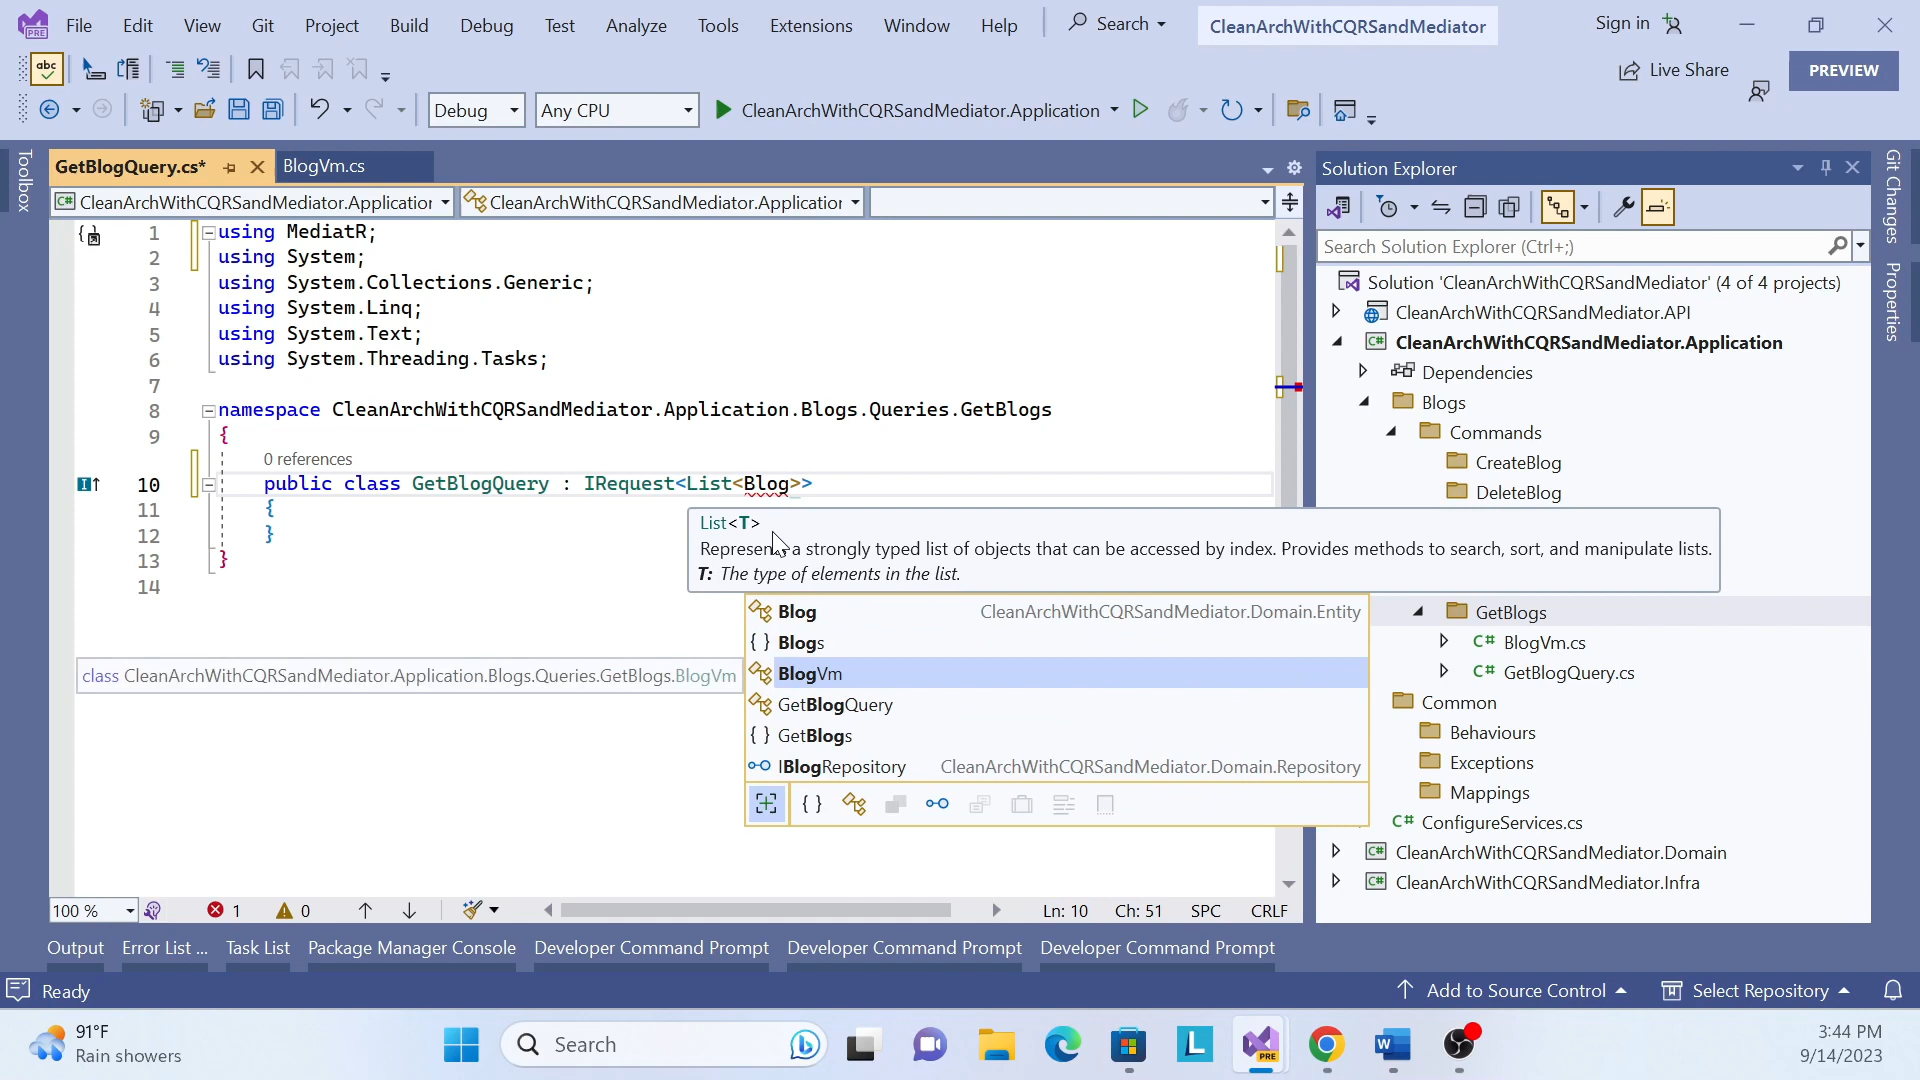 File Edit View Git Project Build Debug Test Analyze Tools Extensions Window Help Search CleanArchWithCQRSandMediator Sign in
abc Live Share PREVIEW
Debug Any CPU CleanArchWithCQRSandMediator.Application
Toolbox
GetBlogQuery.cs* BlogVm.cs
CleanArchWithCQRSandMediator.Application CleanArchWithCQRSandMediator.Application
1 using MediatR;
2 using System;
3 using System.Collections.Generic;
4 using System.Linq;
5 using System.Text;
6 using System.Threading.Tasks;
7
8 namespace CleanArchWithCQRSandMediator.Application.Blogs.Queries.GetBlogs
9 {
0 references
10 public class GetBlogQuery : IRequest<List<Blog>>
11 {
12 }
13 }
14
List<T>
Represents a strongly typed list of objects that can be accessed by index. Provides methods to search, sort, and manipulate lists.
T: The type of elements in the list.
Blog CleanArchWithCQRSandMediator.Domain.Entity
{ } Blogs
BlogVm
GetBlogQuery
{ } GetBlogs
IBlogRepository CleanArchWithCQRSandMediator.Domain.Repository
class CleanArchWithCQRSandMediator.Application.Blogs.Queries.GetBlogs.BlogVm
100 % 1 0 Ln: 10 Ch: 51 SPC CRLF
Solution Explorer
Search Solution Explorer (Ctrl+;)
Solution 'CleanArchWithCQRSandMediator' (4 of 4 projects)
CleanArchWithCQRSandMediator.API
C# CleanArchWithCQRSandMediator.Application
Dependencies
Blogs
Commands
CreateBlog
DeleteBlog
GetBlogs
C# BlogVm.cs
C# GetBlogQuery.cs
Common
Behaviours
Exceptions
Mappings
C# ConfigureServices.cs
C# CleanArchWithCQRSandMediator.Domain
C# CleanArchWithCQRSandMediator.Infra
Git Changes
Properties
Output Error List ... Task List Package Manager Console Developer Command Prompt Developer Command Prompt Developer Command Prompt
Ready Add to Source Control Select Repository
91°F
Rain showers
Search
3:44 PM
9/14/2023